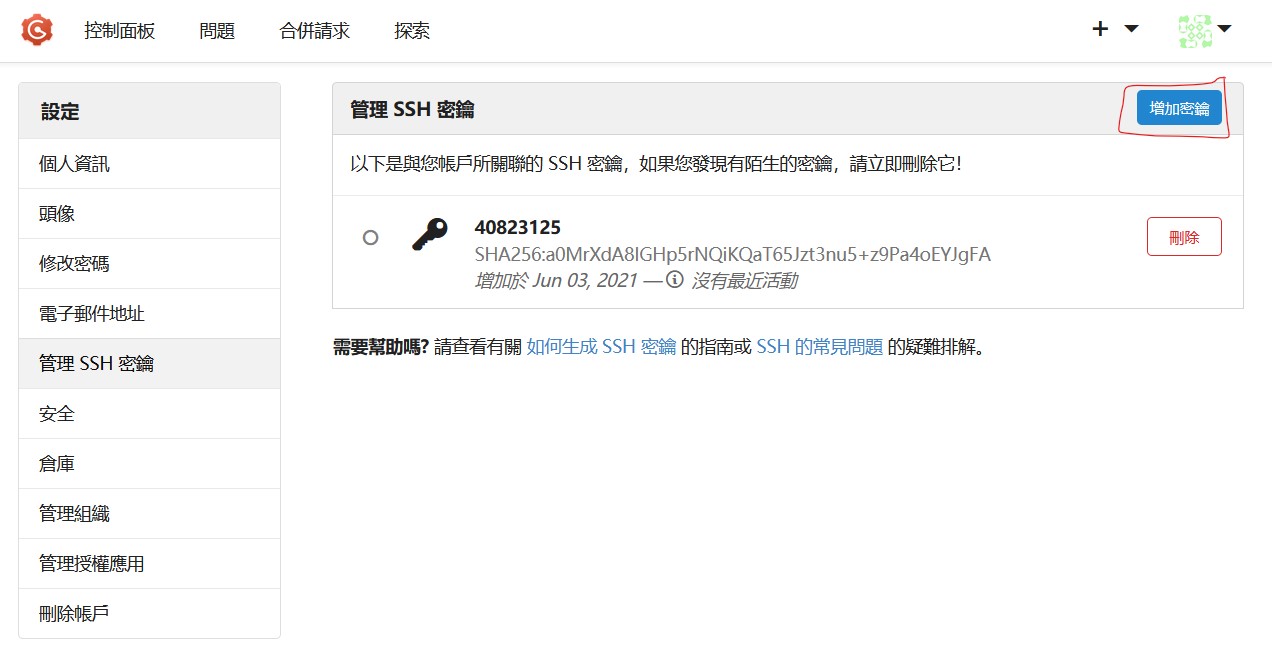 控制面板 問題 合併請求 探索
設定
個人資訊
頭像
修改密碼
電子郵件地址
管理 SSH 密鑰
安全
倉庫
管理組織
管理授權應用
刪除帳戶
管理 SSH 密鑰
增加密鑰
以下是與您帳戶所關聯的 SSH 密鑰，如果您發現有陌生的密鑰，請立即刪除它！
40823125
SHA256:a0MrXdA8IGHp5rNQiKQaT65Jzt3nu5+z9Pa4oEYJgFA
增加於 Jun 03, 2021 — 沒有最近活動
刪除
需要幫助嗎? 請查看有關 如何生成 SSH 密鑰 的指南或 SSH 的常見問題 的疑難排解。